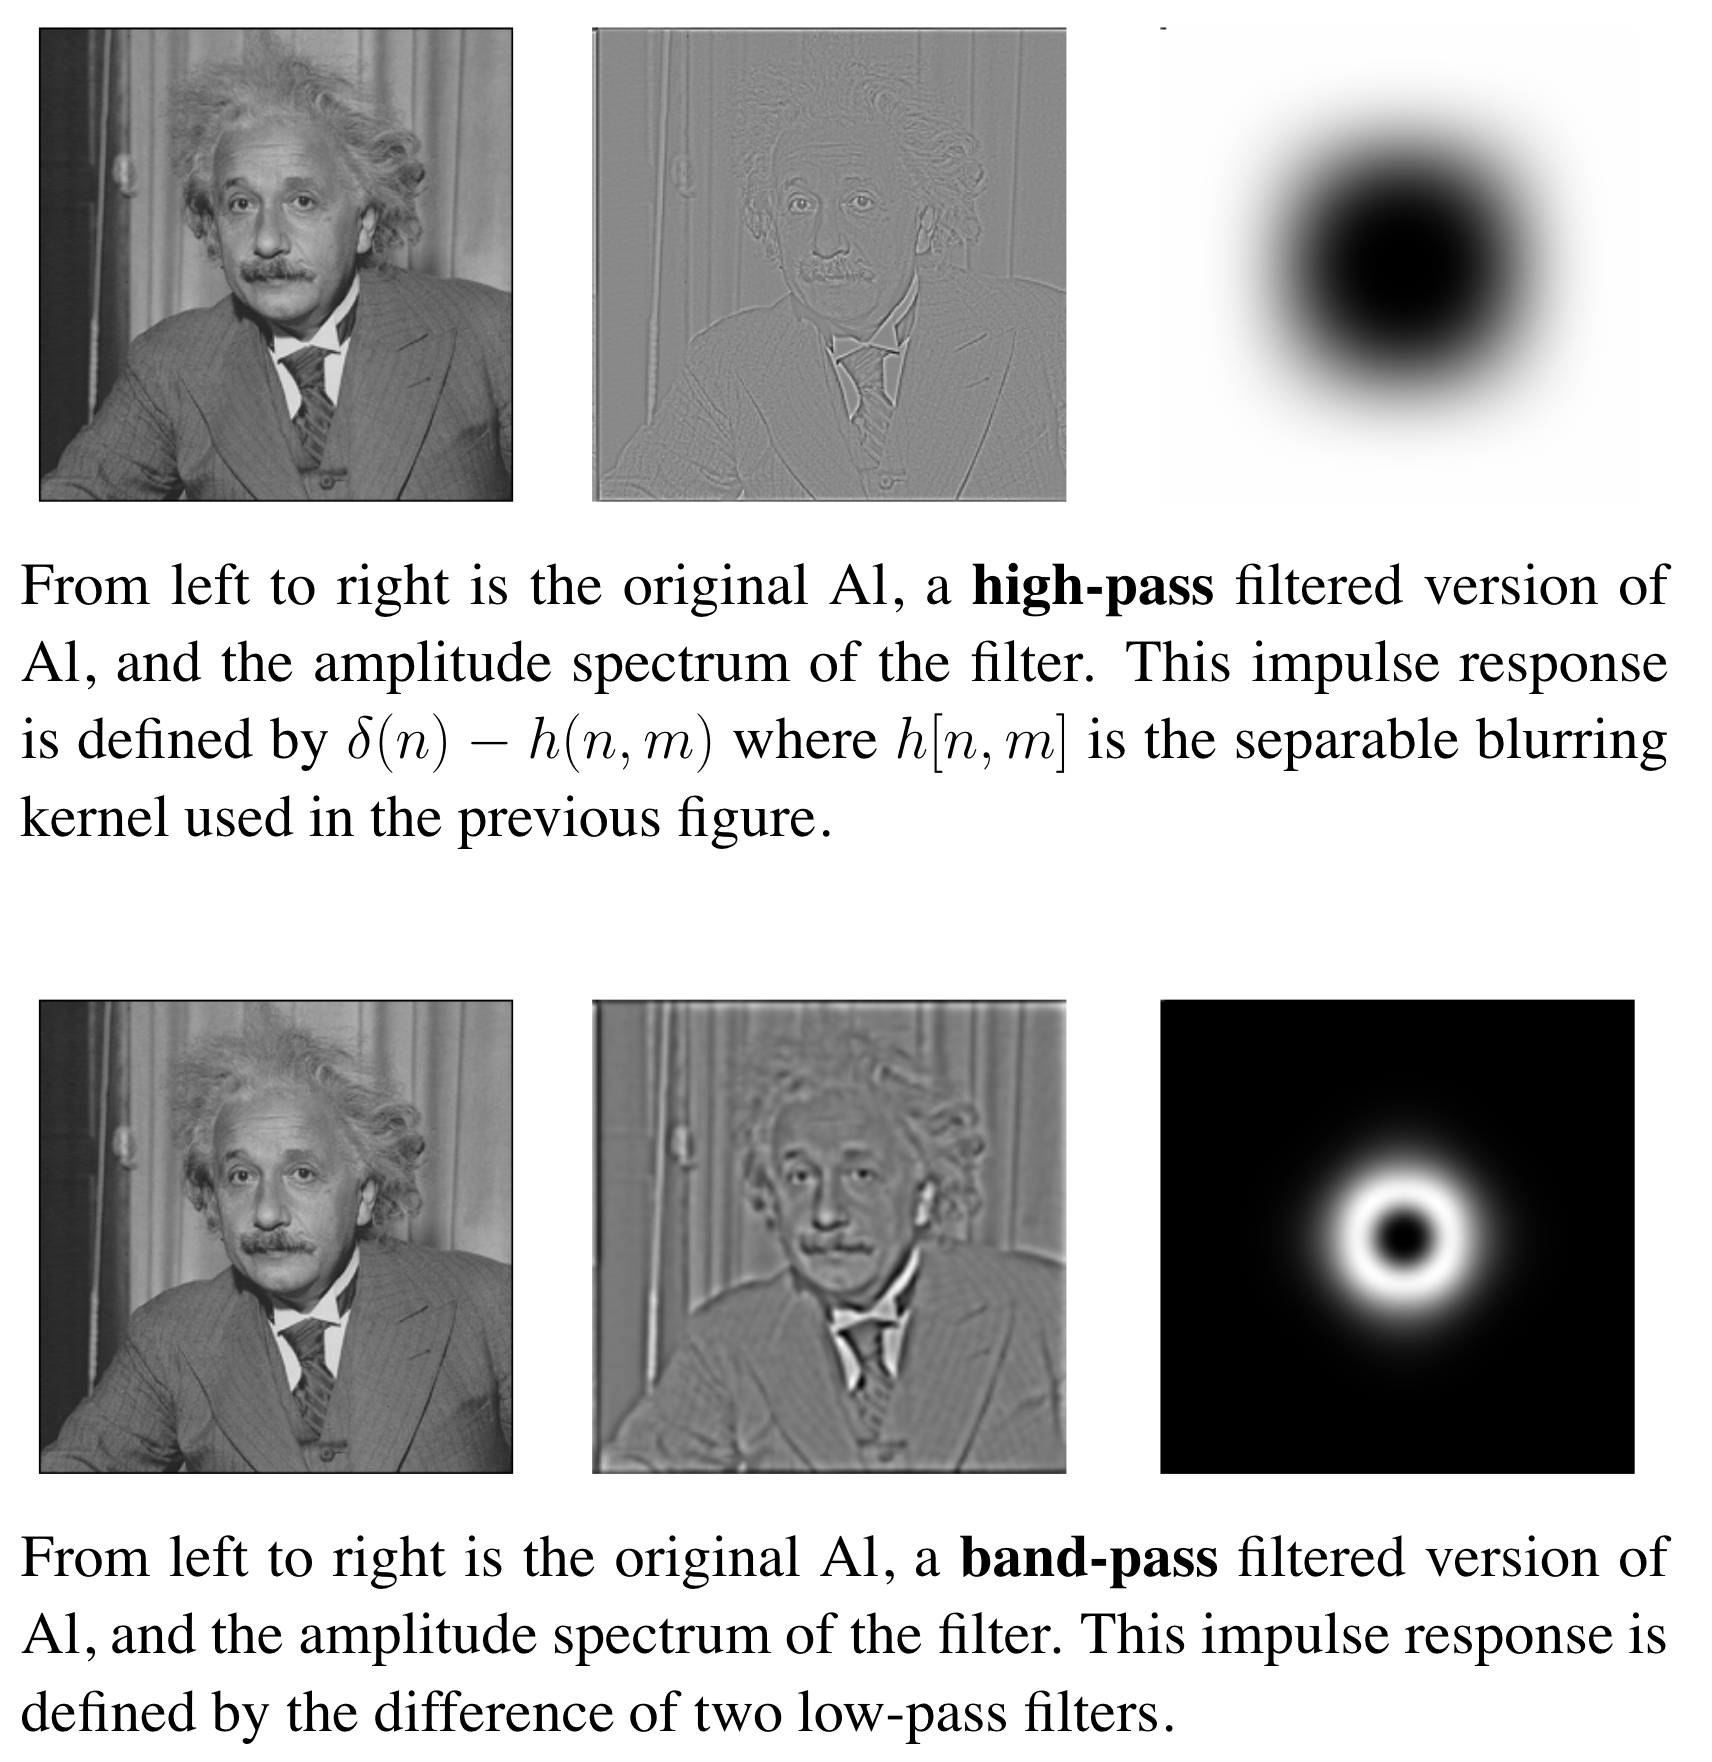 From left to right is the original Al, a high-pass filtered version of
Al, and the amplitude spectrum of the filter. This impulse response
is defined by δ(n) − h(n, m) where h[n, m] is the separable blurring
kernel used in the previous figure.
From left to right is the original Al, a band-pass filtered version of
Al, and the amplitude spectrum of the filter. This impulse response is
defined by the difference of two low-pass filters.